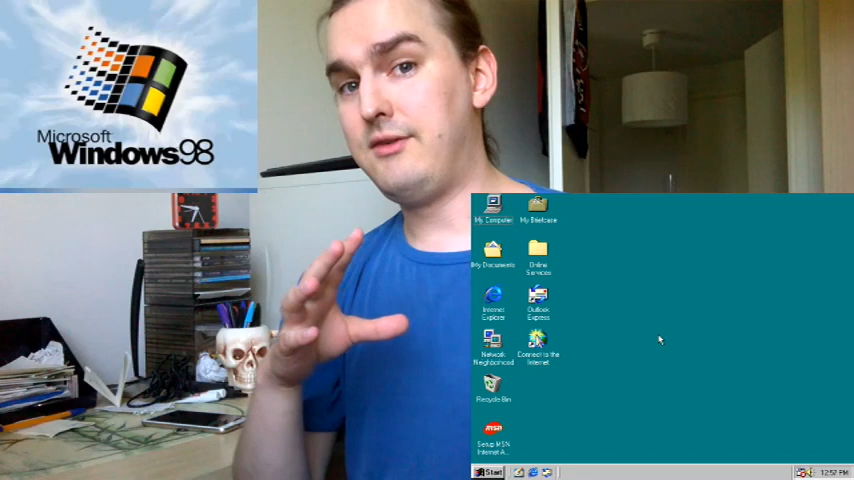 Microsoft
Windows98
My Computer
My Briefcase
My Documents
Online
Services
Internet
Explorer
Outlook
Express
Network
Neighborhood
Connect to the
Internet
Recycle Bin
msn
Setup MSN
Internet A...
Start
12:52 PM